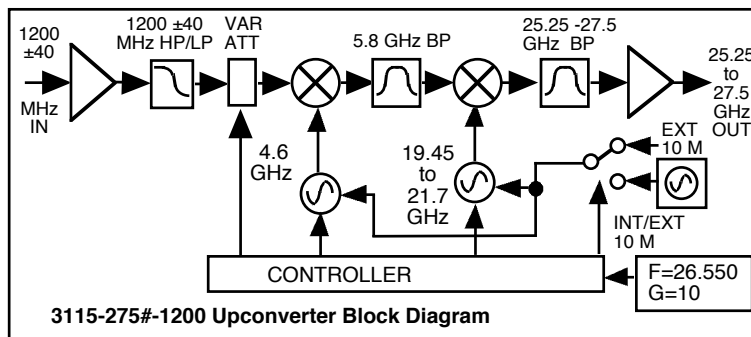 1200
±40
MHz
IN
1200 ±40
MHz HP/LP
VAR
ATT
5.8 GHz BP
25.25 -27.5
GHz BP
25.25
to
27.5
GHz
OUT
4.6
GHz
19.45
to
21.7
GHz
EXT
10 M
INT/EXT
10 M
CONTROLLER
F=26.550
G=10
3115-275#-1200 Upconverter Block Diagram